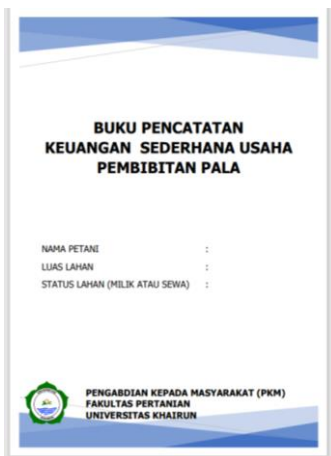 BUKU PENCATATAN
KEUANGAN SEDERHANA USAHA
PEMBIBITAN PALA
NAMA PETANI :
LUAS LAHAN :
STATUS LAHAN (MILIK ATAU SEWA) :
PENGABDIAN KEPADA MASYARAKAT (PKM)
FAKULTAS PERTANIAN
UNIVERSITAS KHAIRUN